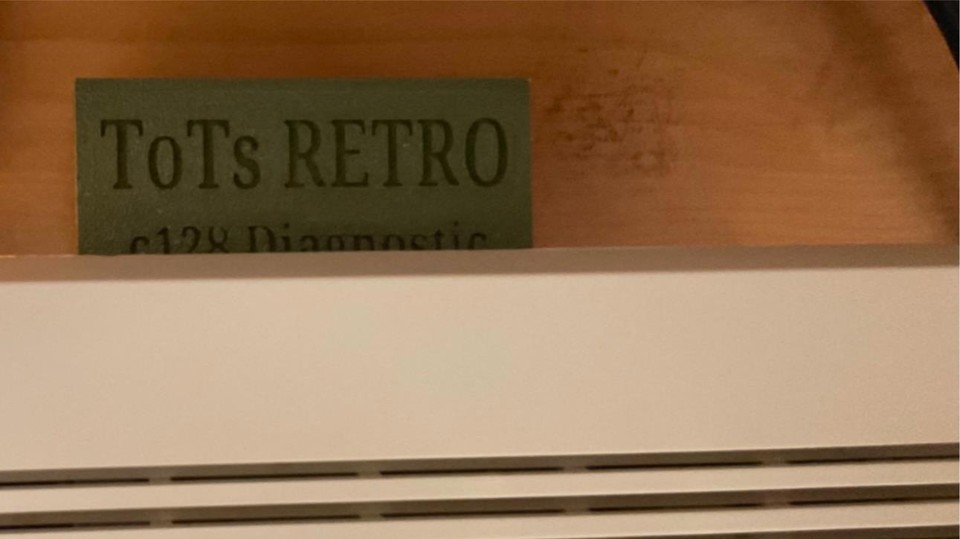 ToTs RETRO
c128 Diagnostic